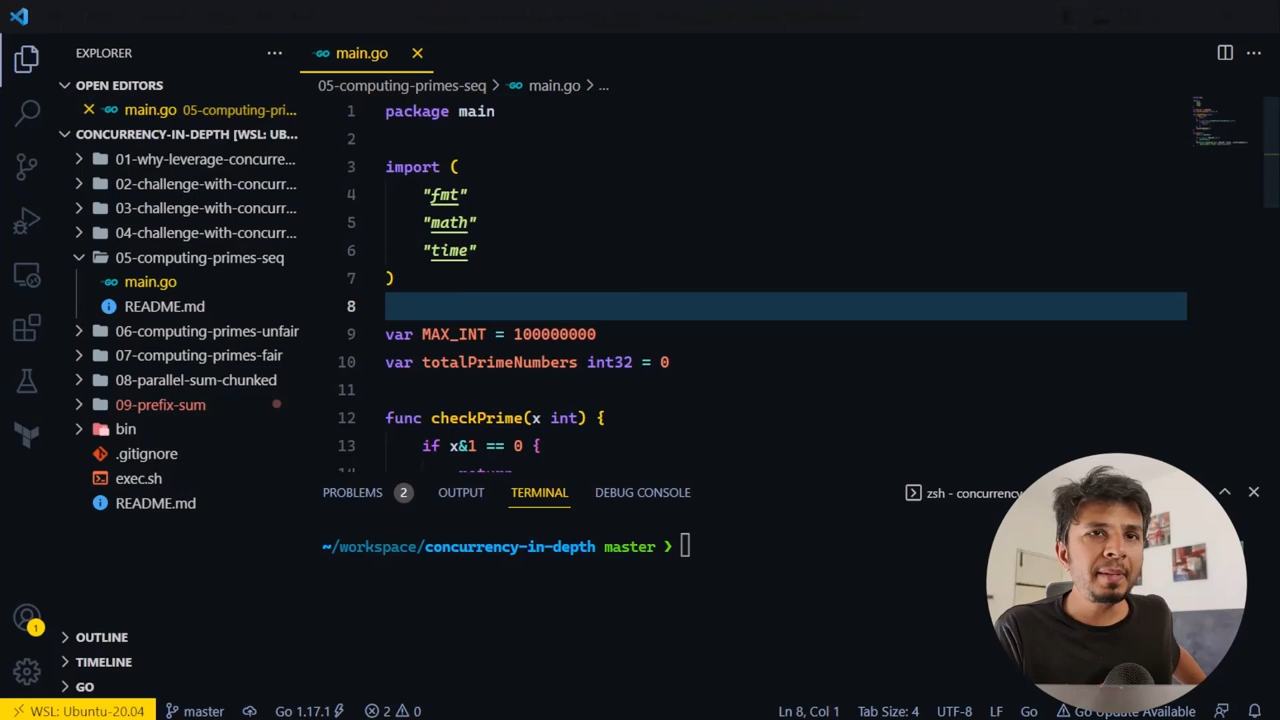 EXPLORER
OPEN EDITORS
main.go 05-computing-pri...
CONCURRENCY-IN-DEPTH [WSL: UB...
01-why-leverage-concurre...
02-challenge-with-concurr...
03-challenge-with-concurr...
04-challenge-with-concurr...
05-computing-primes-seq
main.go
README.md
06-computing-primes-unfair
07-computing-primes-fair
08-parallel-sum-chunked
09-prefix-sum
bin
.gitignore
exec.sh
README.md
OUTLINE
TIMELINE
GO
main.go
05-computing-primes-seq > main.go > ...
1 package main
2
3 import (
4 "fmt"
5 "math"
6 "time"
7 )
8
9 var MAX_INT = 100000000
10 var totalPrimeNumbers int32 = 0
11
12 func checkPrime(x int) {
13 if x&1 == 0 {
14 return
PROBLEMS 2 OUTPUT TERMINAL DEBUG CONSOLE zsh - concurrency
~/workspace/concurrency-in-depth master ❯
1
WSL: Ubuntu-20.04 master Go 1.17.1 2 0 Ln 8, Col 1 Tab Size: 4 UTF-8 LF Go Go Update Available